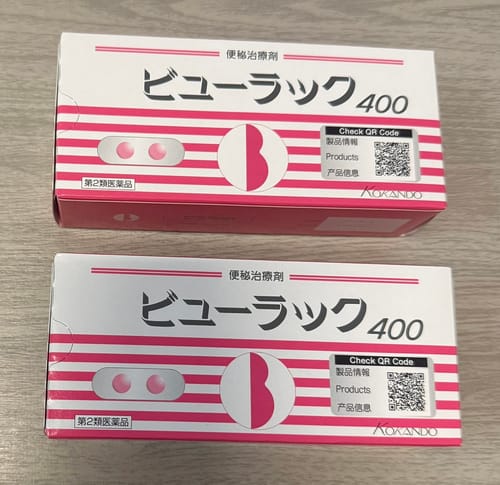 便秘治療剤
ビューラック400
Check QR Code
製品情報
Products
产品信息
第2類医薬品
KOKANDO
便秘治療剤
ビューラック400
Check QR Code
製品情報
Products
产品信息
第2類医薬品
KOKANDO